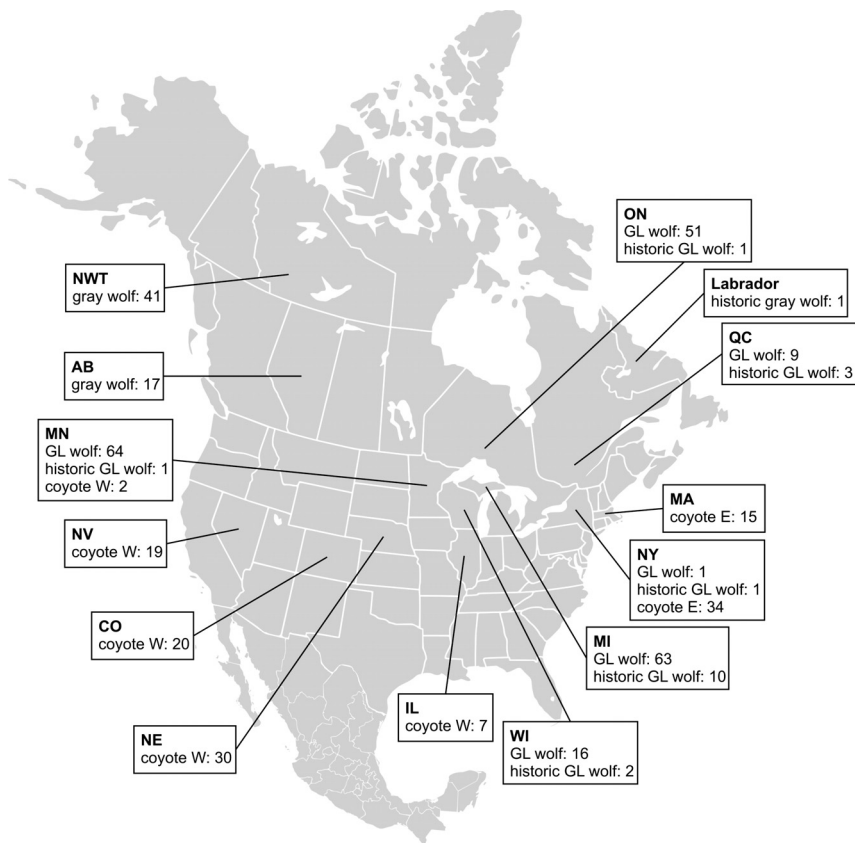 ON
GL wolf: 51
historic GL wolf: 1
Labrador
historic gray wolf: 1
NWT
gray wolf: 41
QC
GL wolf: 9
historic GL wolf: 3
AB
gray wolf: 17
MN
GL wolf: 64
historic GL wolf: 1
coyote W: 2
MA
coyote E: 15
NV
coyote W: 19
NY
GL wolf: 1
historic GL wolf: 1
coyote E: 34
CO
coyote W: 20
MI
GL wolf: 63
historic GL wolf: 10
IL
coyote W: 7
NE
coyote W: 30
WI
GL wolf: 16
historic GL wolf: 2